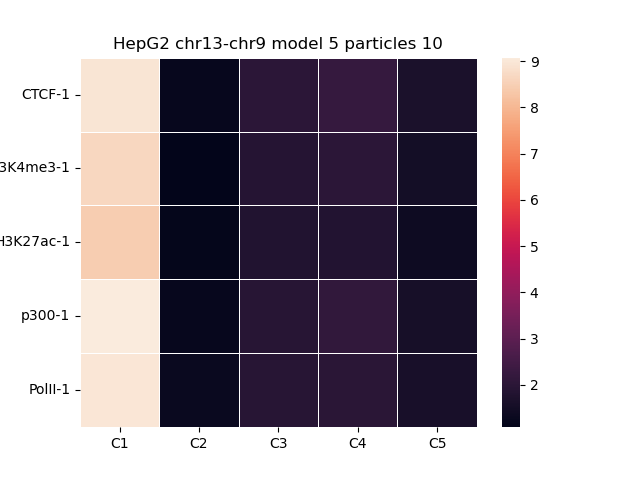 HepG2 chr13-chr9 model 5 particles 10
CTCF-1
3K4me3-1
H3K27ac-1
p300-1
PolII-1
C1 C2 C3 C4 C5
9
8
7
6
5
4
3
2